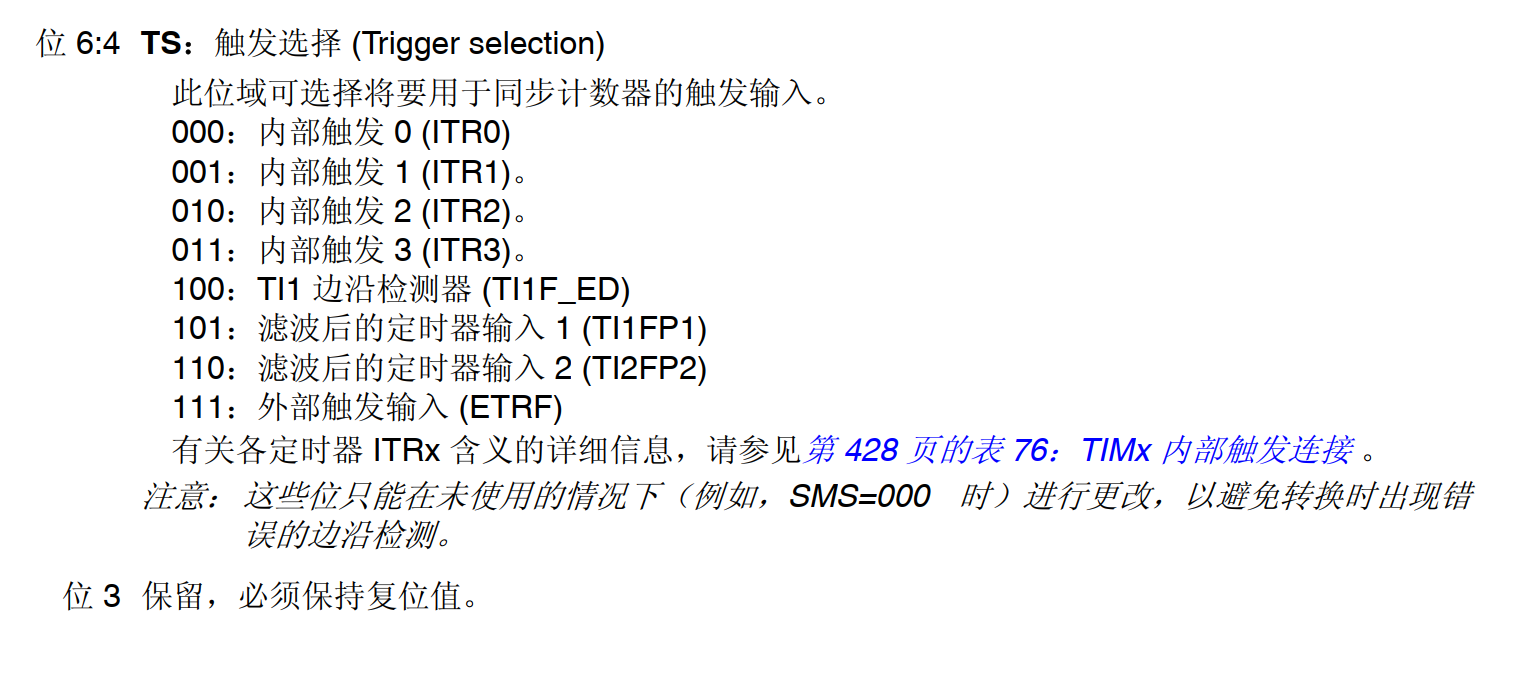 位 6:4 TS：触发选择 (Trigger selection)
此位域可选择将要用于同步计数器的触发输入。
000：内部触发 0 (ITR0)
001：内部触发 1 (ITR1)。
010：内部触发 2 (ITR2)。
011：内部触发 3 (ITR3)。
100：TI1 边沿检测器 (TI1F_ED)
101：滤波后的定时器输入 1 (TI1FP1)
110：滤波后的定时器输入 2 (TI2FP2)
111：外部触发输入 (ETRF)
有关各定时器 ITRx 含义的详细信息，请参见第 428 页的表 76：TIMx 内部触发连接 。
注意： 这些位只能在未使用的情况下（例如，SMS=000 时）进行更改，以避免转换时出现错
误的边沿检测。
位 3 保留，必须保持复位值。